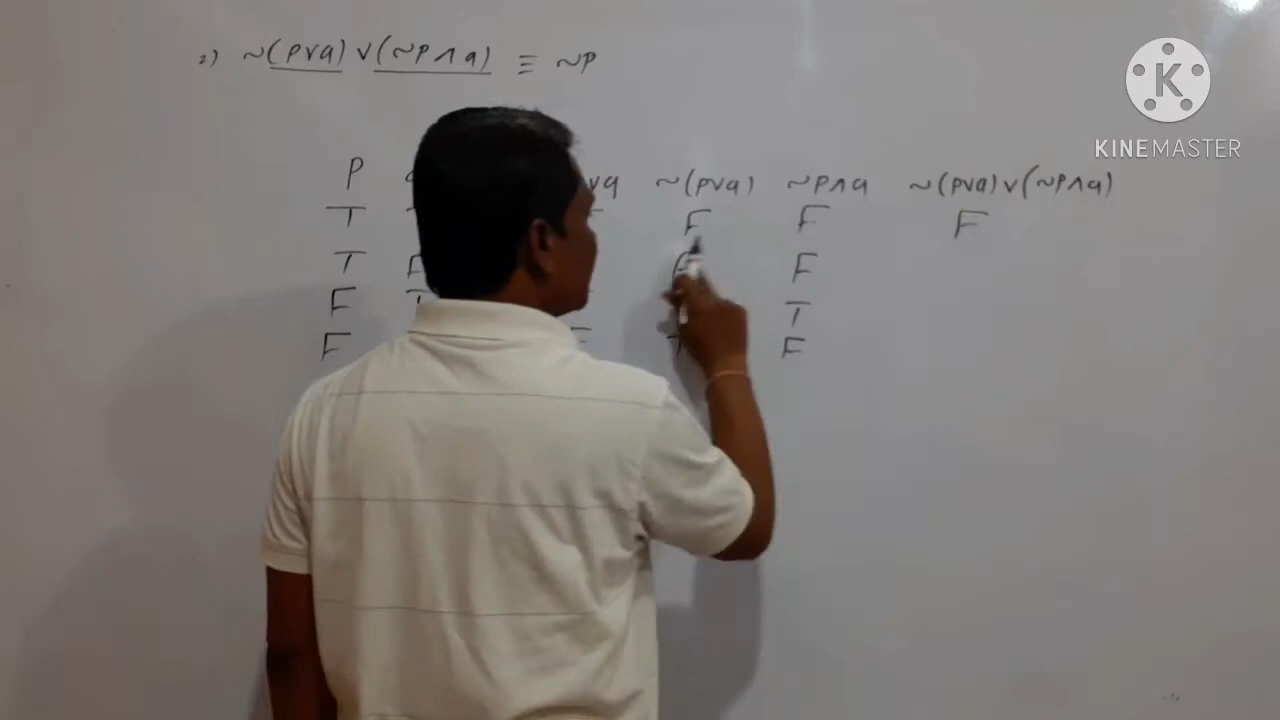 2) ~(p∨q) ∨ (~p∧q) ≡ ~p
p ∨q ~(p∨q) ~p∧q ~(p∨q)∨(~p∧q)
T F F F
T F
F T
F F
K
KINEMASTER